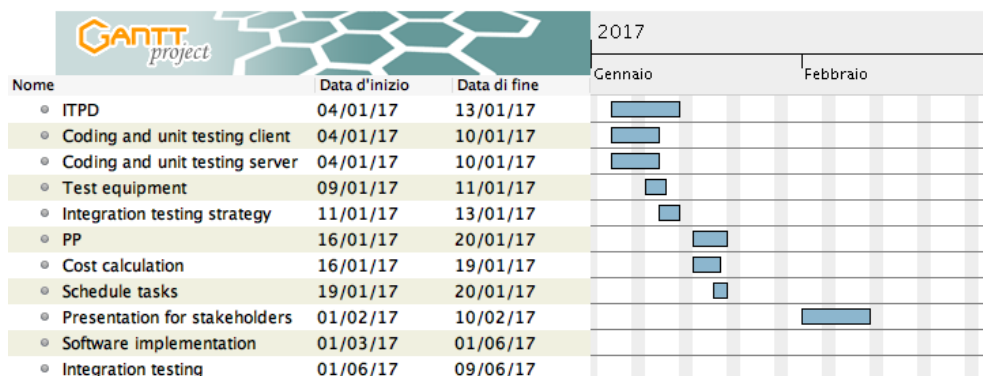 GANTT
project
2017
Gennaio Febbraio
Nome Data d'inizio Data di fine
ITPD 04/01/17 13/01/17
Coding and unit testing client 04/01/17 10/01/17
Coding and unit testing server 04/01/17 10/01/17
Test equipment 09/01/17 11/01/17
Integration testing strategy 11/01/17 13/01/17
PP 16/01/17 20/01/17
Cost calculation 16/01/17 19/01/17
Schedule tasks 19/01/17 20/01/17
Presentation for stakeholders 01/02/17 10/02/17
Software implementation 01/03/17 01/06/17
Integration testing 01/06/17 09/06/17